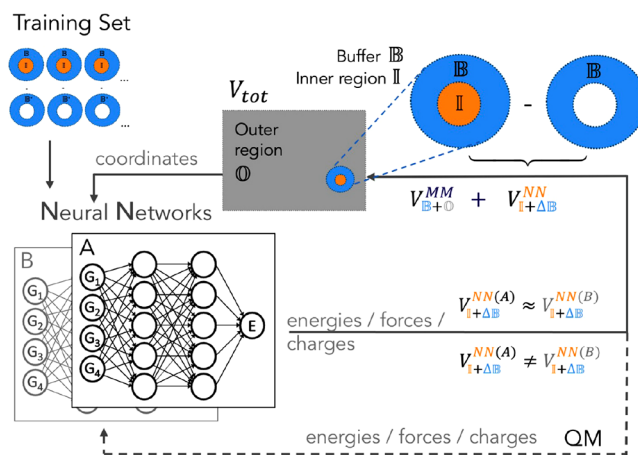 Training Set
𝔹 𝔹 𝔹
𝕀 𝕀 𝕀 ...
- - -
𝔹 𝔹 𝔹 ...
Buffer 𝔹
Inner region 𝕀
𝔹 𝔹
𝕀 -
V_tot
Outer
region
𝕆
coordinates
Neural Networks
V^MM_𝔹+𝕆 + V^NN_𝕀+Δ𝔹
B A
G1 G1
G2 G2
G3 G3
G4 G4
E
energies / forces /
charges
V^NN(A)_𝕀+Δ𝔹 ≈ V^NN(B)_𝕀+Δ𝔹
V^NN(A)_𝕀+Δ𝔹 ≠ V^NN(B)_𝕀+Δ𝔹
energies / forces / charges QM